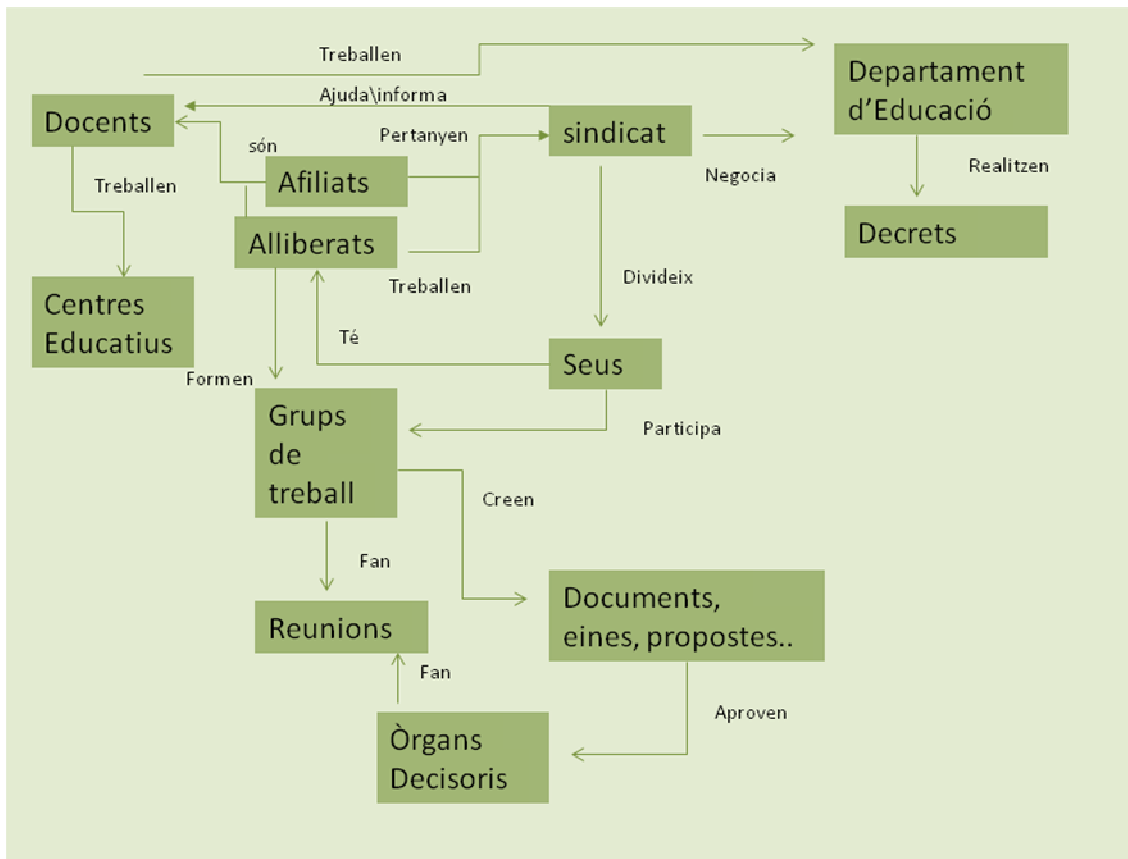 Treballen
Departament
d'Educació
Ajuda\informa
Docents
sindicat
Pertanyen
són
Realitzen
Negocia
Afiliats
Treballen
Alliberats
Decrets
Treballen
Divideix
Centres
Educatius
Té
Seus
Formen
Grups
de
treball
Participa
Creen
Fan
Documents,
eines, propostes..
Reunions
Fan
Aproven
Òrgans
Decisoris